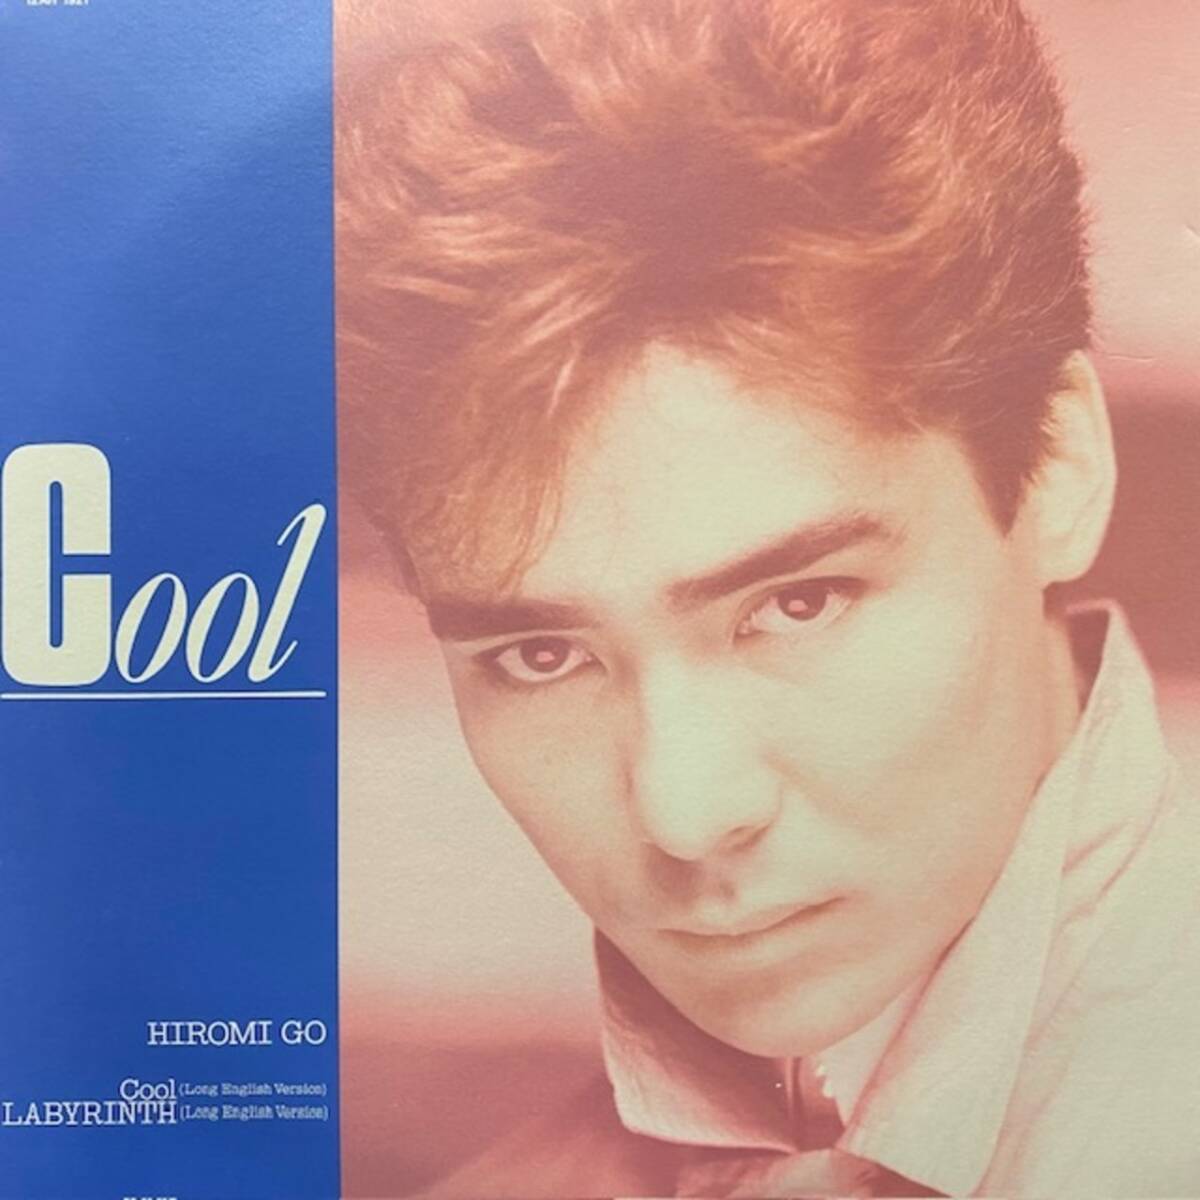 Cool
HIROMI GO
Cool (Long English Version)
LABYRINTH (Long English Version)